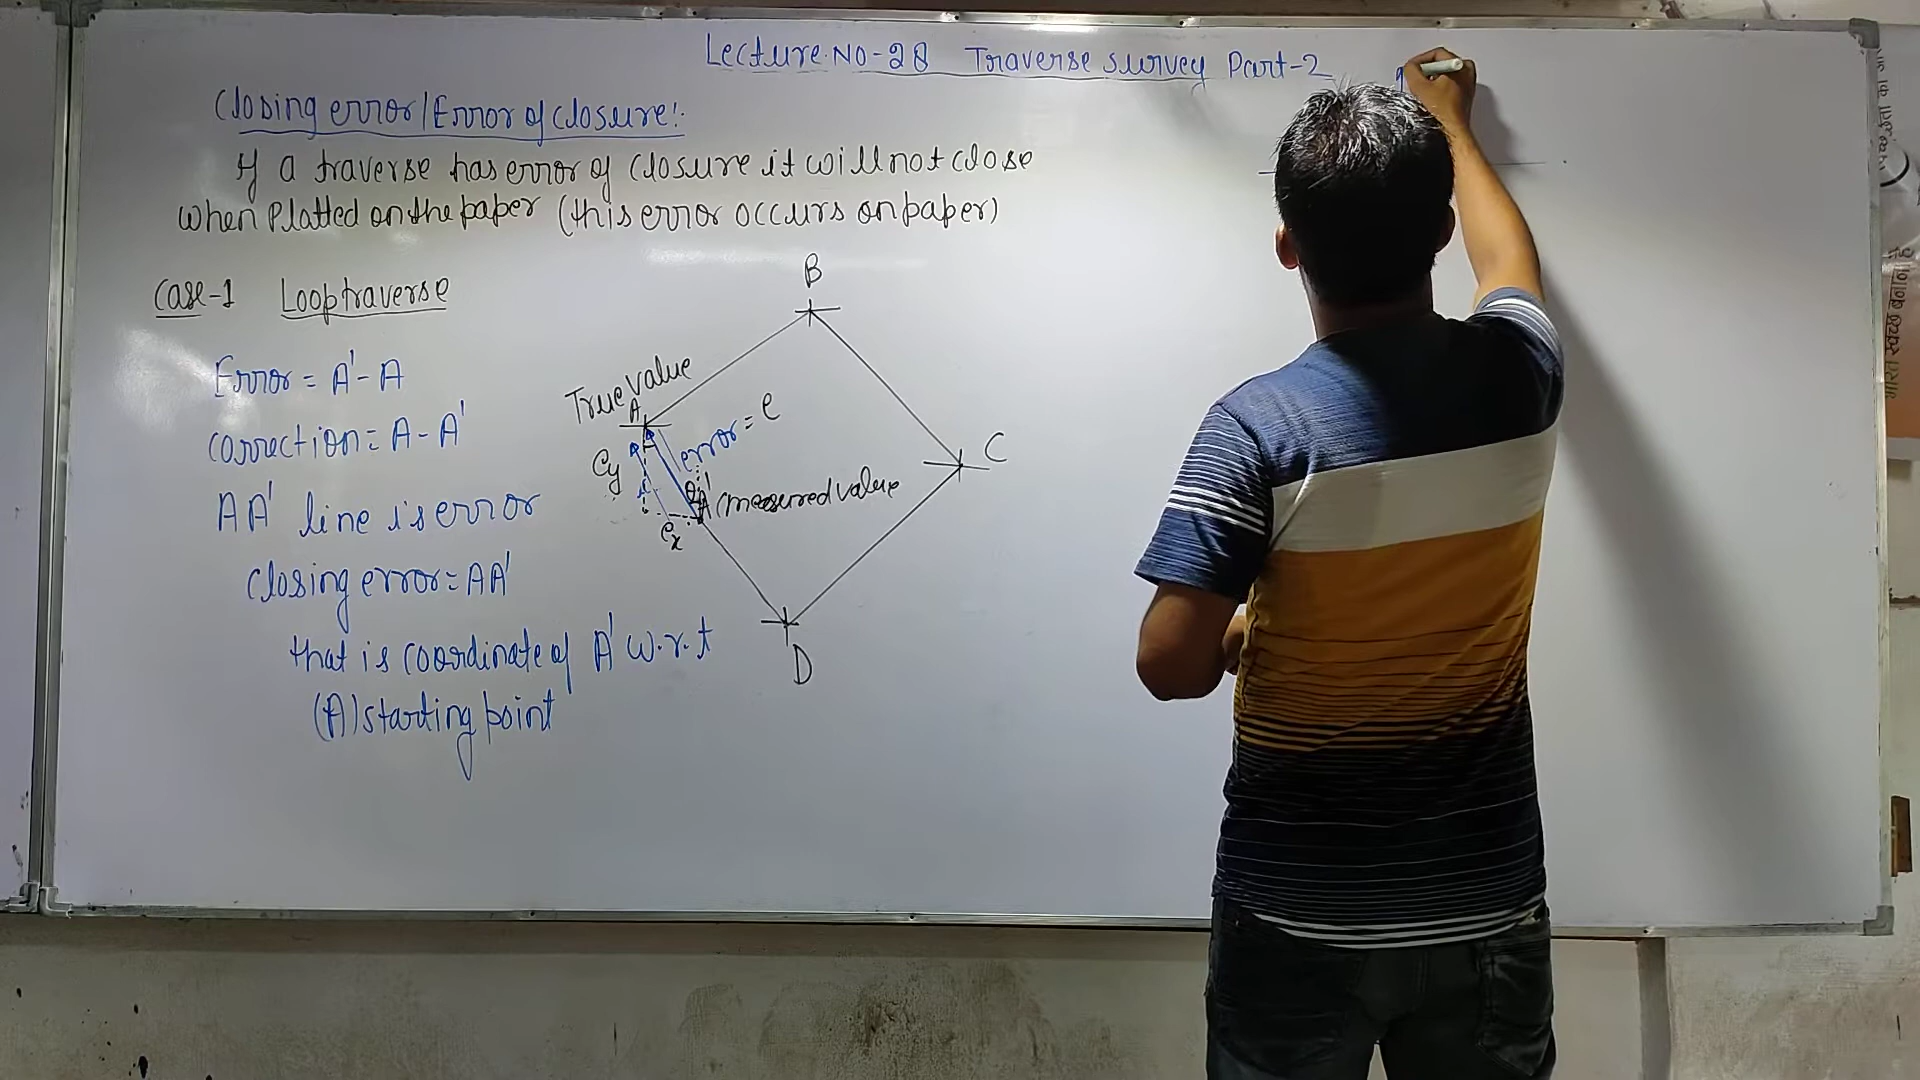 Lecture.No-28 Traverse survey Part-2
Closing error/Error of closure:-
If a traverse has error of closure it will not close
when Platted on the paper (this error occurs on paper)
Case-1 Loop traverse
Error = A' - A
correction = A - A'
AA' line is error
closing error = AA'
that is coordinate of A' w.r.t
(A) starting point
B
True value
A
error = e
C
ey
A' (measured value
ex
D
भारत स्वच्छ बनाना है